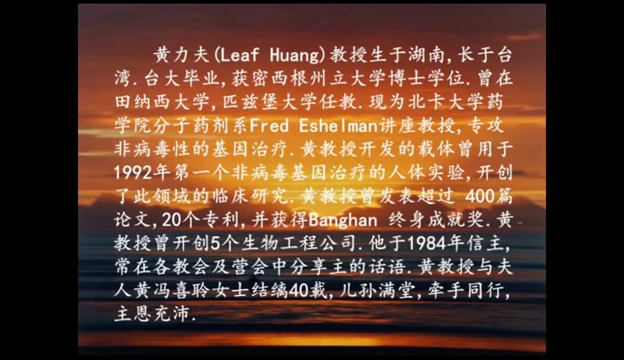 黄力夫(Leaf Huang)教授生于湖南,长于台
湾.台大毕业,获密西根州立大学博士学位.曾在
田纳西大学,匹兹堡大学任教.现为北卡大学药
学院分子药剂系Fred Eshelman讲座教授,专攻
非病毒性的基因治疗.黄教授开发的载体曾用于
1992年第一个非病毒基因治疗的人体实验,开创
了此领域的临床研究.黄教授曾发表超过 400篇
论文,20个专利,并获得Banghan 终身成就奖.黄
教授曾开创5个生物工程公司.他于1984年信主,
常在各教会及营会中分享主的话语.黄教授与夫
人黄冯喜聆女士结缡40载,儿孙满堂,牵手同行,
主恩充沛.